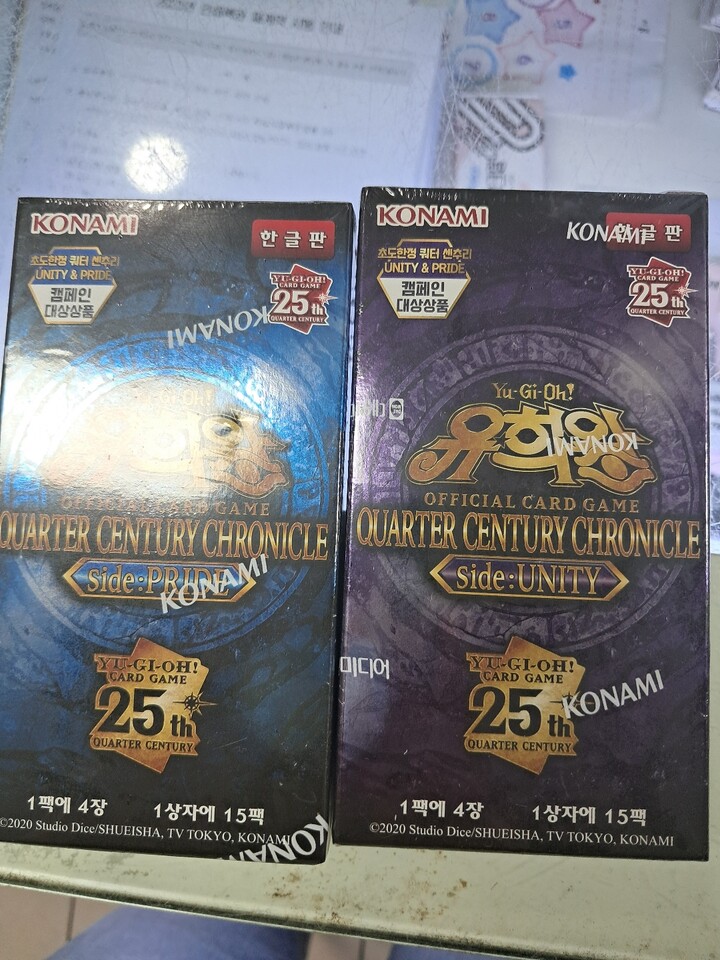 KONAMI
한글판
초도한정 쿼터 센추리
UNITY & PRIDE
캠페인
대상상품
YU-GI-OH!
CARD GAME
25th
QUARTER CENTURY
KONAMI
Yu-Gi-Oh!
OFFICIAL CARD GAME
QUARTER CENTURY CHRONICLE
side:PRIDE
KONAMI
YU-GI-OH!
CARD GAME
25th
QUARTER CENTURY
1팩에 4장 1상자에 15팩
©2020 Studio Dice/SHUEISHA, TV TOKYO, KONAMI
KONAMI
KONAMI
KONAMI
한글판
초도한정 쿼터 센추리
UNITY & PRIDE
캠페인
대상상품
YU-GI-OH!
CARD GAME
25th
QUARTER CENTURY
Yu-Gi-Oh!
유희왕
KONAMI
OFFICIAL CARD GAME
QUARTER CENTURY CHRONICLE
side:UNITY
미디어
YU-GI-OH!
CARD GAME
25th
QUARTER CENTURY
KONAMI
1팩에 4장 1상자에 15팩
©2020 Studio Dice/SHUEISHA, TV TOKYO, KONAMI